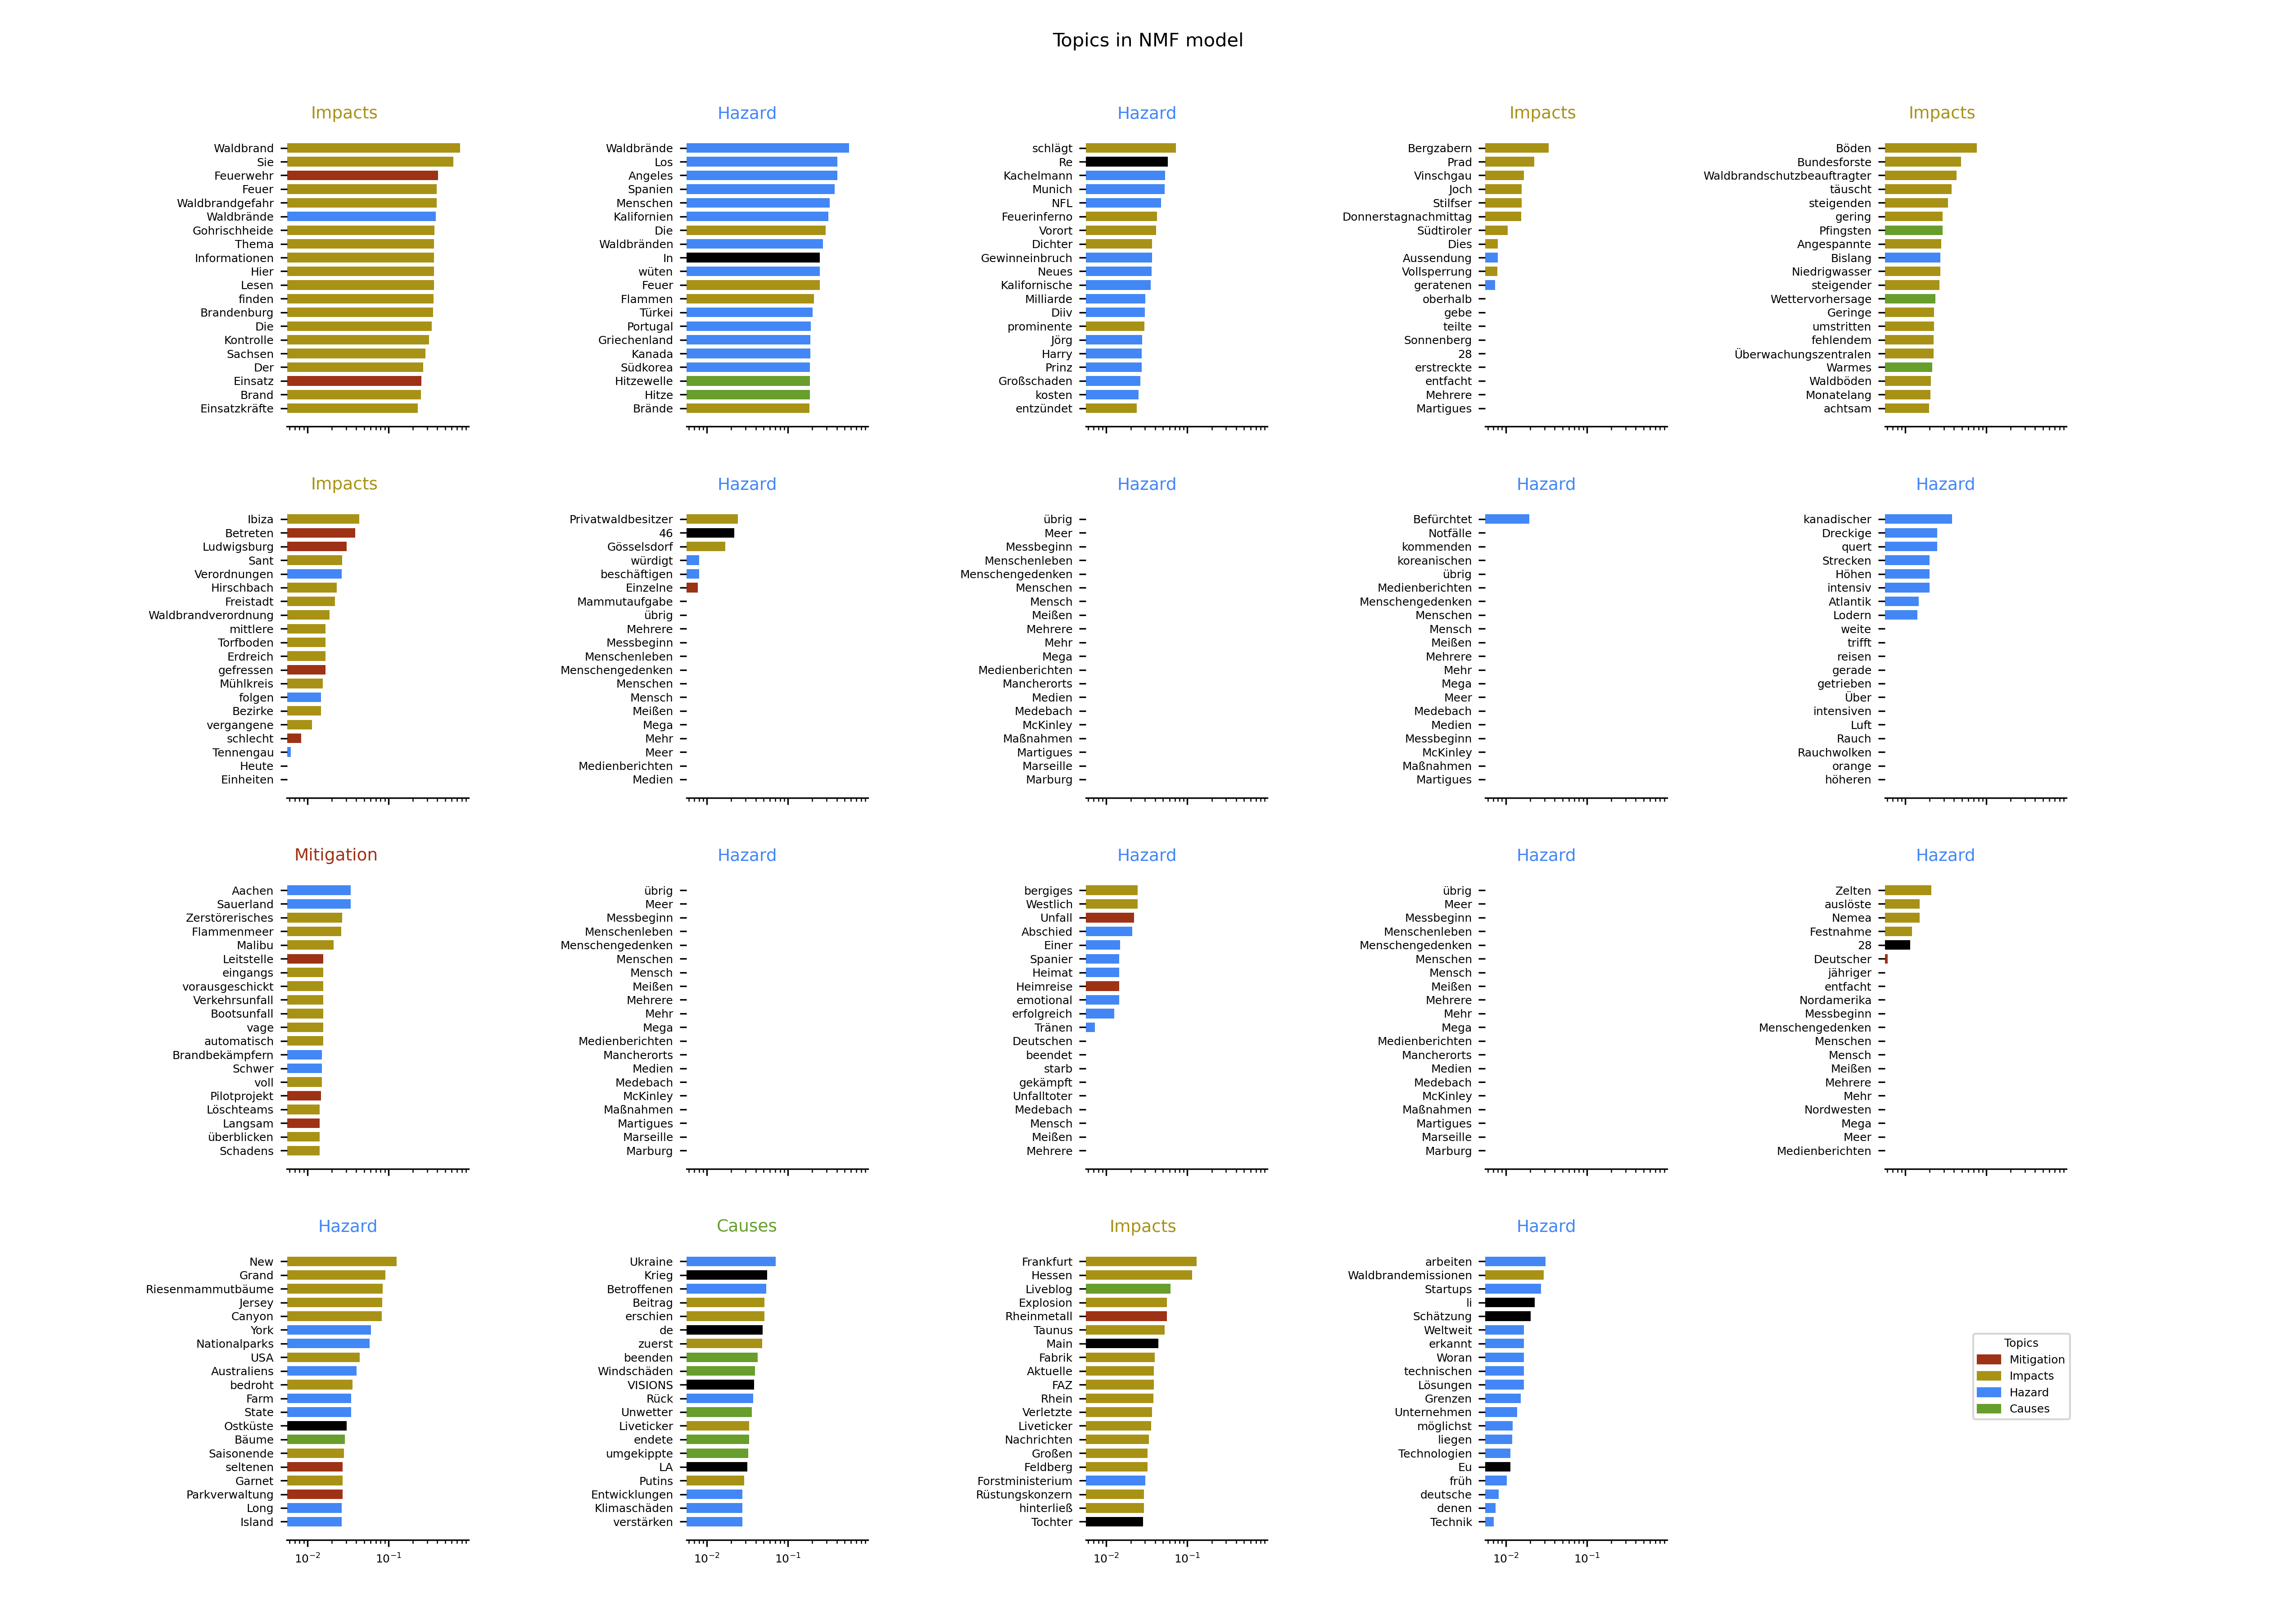 Topics in NMF model
Impacts
Waldbrand
Sie
Feuerwehr
Feuer
Waldbrandgefahr
Waldbrände
Gohrischheide
Thema
Informationen
Hier
Lesen
finden
Brandenburg
Die
Kontrolle
Sachsen
Der
Einsatz
Brand
Einsatzkräfte
Hazard
Waldbrände
Los
Angeles
Spanien
Menschen
Kalifornien
Die
Waldbränden
In
wüten
Feuer
Flammen
Türkei
Portugal
Griechenland
Kanada
Südkorea
Hitzewelle
Hitze
Brände
Hazard
schlägt
Re
Kachelmann
Munich
NFL
Feuerinferno
Vorort
Dichter
Gewinneinbruch
Neues
Kalifornische
Milliarde
Diiv
prominente
Jörg
Harry
Prinz
Großschaden
kosten
entzündet
Impacts
Bergzabern
Prad
Vinschgau
Joch
Stilfser
Donnerstagnachmittag
Südtiroler
Dies
Aussendung
Vollsperrung
geratenen
oberhalb
gebe
teilte
Sonnenberg
28
erstreckte
entfacht
Mehrere
Martigues
Impacts
Böden
Bundesforste
Waldbrandschutzbeauftragter
täuscht
steigenden
gering
Pfingsten
Angespannte
Bislang
Niedrigwasser
steigender
Wettervorhersage
Geringe
umstritten
fehlendem
Überwachungszentralen
Warmes
Waldböden
Monatelang
achtsam
Impacts
Ibiza
Betreten
Ludwigsburg
Sant
Verordnungen
Hirschbach
Freistadt
Waldbrandverordnung
mittlere
Torfboden
Erdreich
gefressen
Mühlkreis
folgen
Bezirke
vergangene
schlecht
Tennengau
Heute
Einheiten
Hazard
Privatwaldbesitzer
46
Gösselsdorf
würdigt
beschäftigen
Einzelne
Mammutaufgabe
übrig
Mehrere
Messbeginn
Menschenleben
Menschengedenken
Menschen
Mensch
Meißen
Mega
Mehr
Meer
Medienberichten
Medien
Hazard
übrig
Meer
Messbeginn
Menschenleben
Menschengedenken
Menschen
Mensch
Meißen
Mehrere
Mehr
Mega
Medienberichten
Mancherorts
Medien
Medebach
McKinley
Maßnahmen
Martigues
Marseille
Marburg
Hazard
Befürchtet
Notfälle
kommenden
koreanischen
übrig
Medienberichten
Menschengedenken
Menschen
Mensch
Meißen
Mehrere
Mehr
Mega
Meer
Medebach
Medien
Messbeginn
McKinley
Maßnahmen
Martigues
Hazard
kanadischer
Dreckige
quert
Strecken
Höhen
intensiv
Atlantik
Lodern
weite
trifft
reisen
gerade
getrieben
Über
intensiven
Luft
Rauch
Rauchwolken
orange
höheren
Mitigation
Aachen
Sauerland
Zerstörerisches
Flammenmeer
Malibu
Leitstelle
eingangs
vorausgeschickt
Verkehrsunfall
Bootsunfall
vage
automatisch
Brandbekämpfern
Schwer
voll
Pilotprojekt
Löschteams
Langsam
überblicken
Schadens
Hazard
übrig
Meer
Messbeginn
Menschenleben
Menschengedenken
Menschen
Mensch
Meißen
Mehrere
Mehr
Mega
Medienberichten
Mancherorts
Medien
Medebach
McKinley
Maßnahmen
Martigues
Marseille
Marburg
Hazard
bergiges
Westlich
Unfall
Abschied
Einer
Spanier
Heimat
Heimreise
emotional
erfolgreich
Tränen
Deutschen
beendet
starb
gekämpft
Unfalltoter
Medebach
Mensch
Meißen
Mehrere
Hazard
übrig
Meer
Messbeginn
Menschenleben
Menschengedenken
Menschen
Mensch
Meißen
Mehrere
Mehr
Mega
Medienberichten
Mancherorts
Medien
Medebach
McKinley
Maßnahmen
Martigues
Marseille
Marburg
Hazard
Zelten
auslöste
Nemea
Festnahme
28
Deutscher
jähriger
entfacht
Nordamerika
Messbeginn
Menschengedenken
Menschen
Mensch
Meißen
Mehrere
Mehr
Nordwesten
Mega
Meer
Medienberichten
Hazard
New
Grand
Riesenmammutbäume
Jersey
Canyon
York
Nationalparks
USA
Australiens
bedroht
Farm
State
Ostküste
Bäume
Saisonende
seltenen
Garnet
Parkverwaltung
Long
Island
10⁻² 10⁻¹
Causes
Ukraine
Krieg
Betroffenen
Beitrag
erschien
de
zuerst
beenden
Windschäden
VISIONS
Rück
Unwetter
Liveticker
endete
umgekippte
LA
Putins
Entwicklungen
Klimaschäden
verstärken
10⁻² 10⁻¹
Impacts
Frankfurt
Hessen
Liveblog
Explosion
Rheinmetall
Taunus
Main
Fabrik
Aktuelle
FAZ
Rhein
Verletzte
Liveticker
Nachrichten
Großen
Feldberg
Forstministerium
Rüstungskonzern
hinterließ
Tochter
10⁻² 10⁻¹
Hazard
arbeiten
Waldbrandemissionen
Startups
li
Schätzung
Weltweit
erkannt
Woran
technischen
Lösungen
Grenzen
Unternehmen
möglichst
liegen
Technologien
Eu
früh
deutsche
denen
Technik
10⁻² 10⁻¹
Topics
Mitigation
Impacts
Hazard
Causes